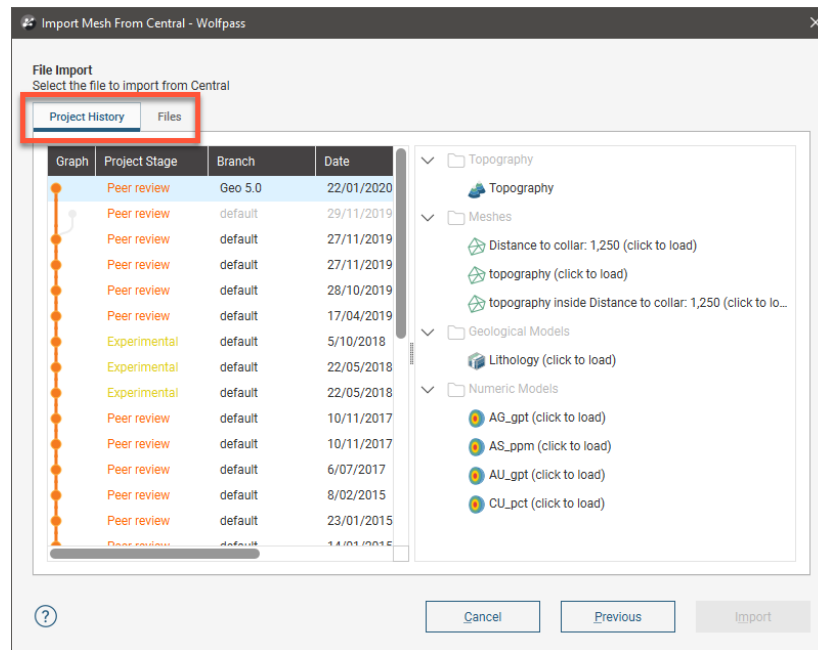 Import Mesh From Central - Wolfpass
File Import
Select the file to import from Central
Project History Files
Graph Project Stage Branch Date
Peer review Geo 5.0 22/01/2020
Peer review default 29/11/2019
Peer review default 27/11/2019
Peer review default 27/11/2019
Peer review default 28/10/2019
Peer review default 17/04/2019
Experimental default 5/10/2018
Experimental default 22/05/2018
Experimental default 22/05/2018
Peer review default 10/11/2017
Peer review default 10/11/2017
Peer review default 6/07/2017
Peer review default 8/02/2015
Peer review default 23/01/2015
Peer review default 14/01/2015
Topography
Topography
Meshes
Distance to collar: 1,250 (click to load)
topography (click to load)
topography inside Distance to collar: 1,250 (click to lo...
Geological Models
Lithology (click to load)
Numeric Models
AG_gpt (click to load)
AS_ppm (click to load)
AU_gpt (click to load)
CU_pct (click to load)
?
Cancel Previous Import